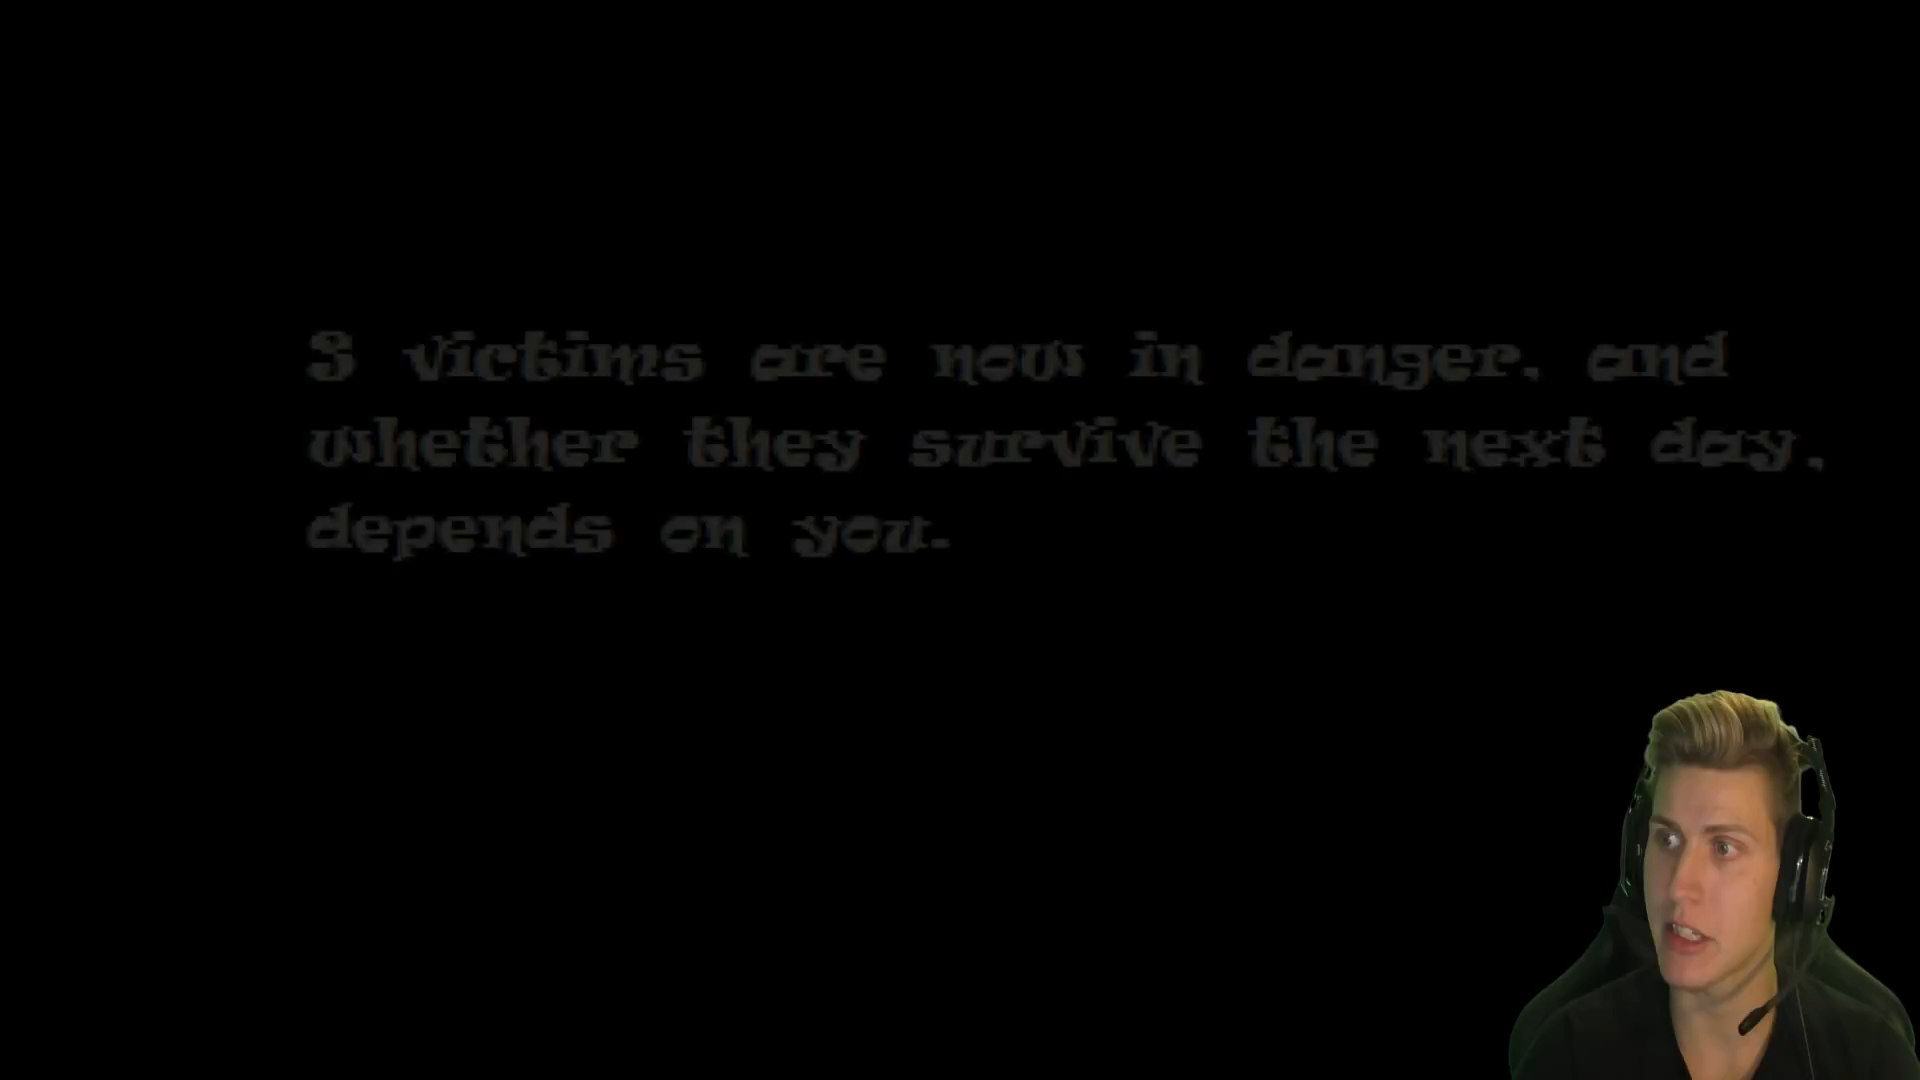 3 victims are now in danger, and
whether they survive the next day,
depends on you.